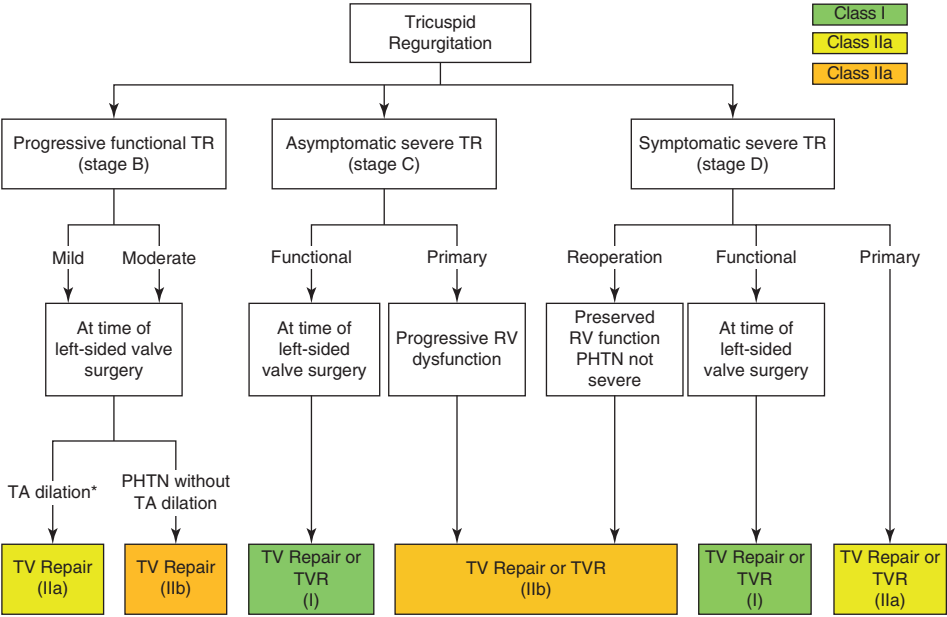 Tricuspid
Regurgitation
Class I
Class IIa
Class IIa
Progressive functional TR
(stage B)
Asymptomatic severe TR
(stage C)
Symptomatic severe TR
(stage D)
Mild
Moderate
Functional
Primary
Reoperation
Functional
Primary
At time of
left-sided valve
surgery
At time of
left-sided
valve surgery
Progressive RV
dysfunction
Preserved
RV function
PHTN not
severe
At time of
left-sided
valve surgery
TA dilation*
PHTN without
TA dilation
TV Repair
(IIa)
TV Repair
(IIb)
TV Repair or
TVR
(I)
TV Repair or TVR
(IIb)
TV Repair or
TVR
(I)
TV Repair or
TVR
(IIa)